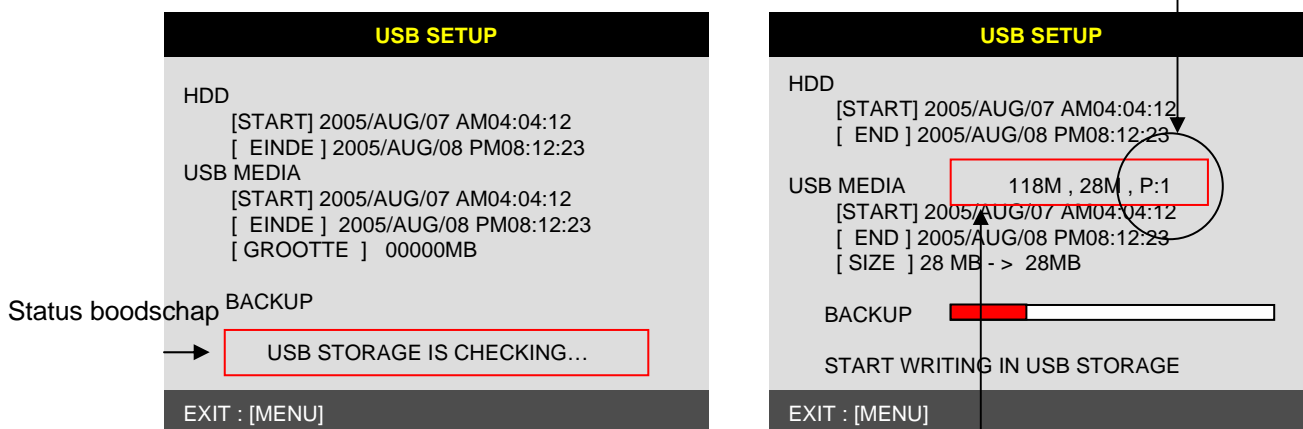 USB SETUP
HDD
[START] 2005/AUG/07 AM04:04:12
[ EINDE ] 2005/AUG/08 PM08:12:23
USB MEDIA
[START] 2005/AUG/07 AM04:04:12
[ EINDE ] 2005/AUG/08 PM08:12:23
[ GROOTTE ] 00000MB
BACKUP
Status boodschap
USB STORAGE IS CHECKING…
EXIT : [MENU]
USB SETUP
HDD
[START] 2005/AUG/07 AM04:04:12
[ END ] 2005/AUG/08 PM08:12:23
USB MEDIA 118M , 28M , P:1
[START] 2005/AUG/07 AM04:04:12
[ END ] 2005/AUG/08 PM08:12:23
[ SIZE ] 28 MB - > 28MB
BACKUP
START WRITING IN USB STORAGE
EXIT : [MENU]